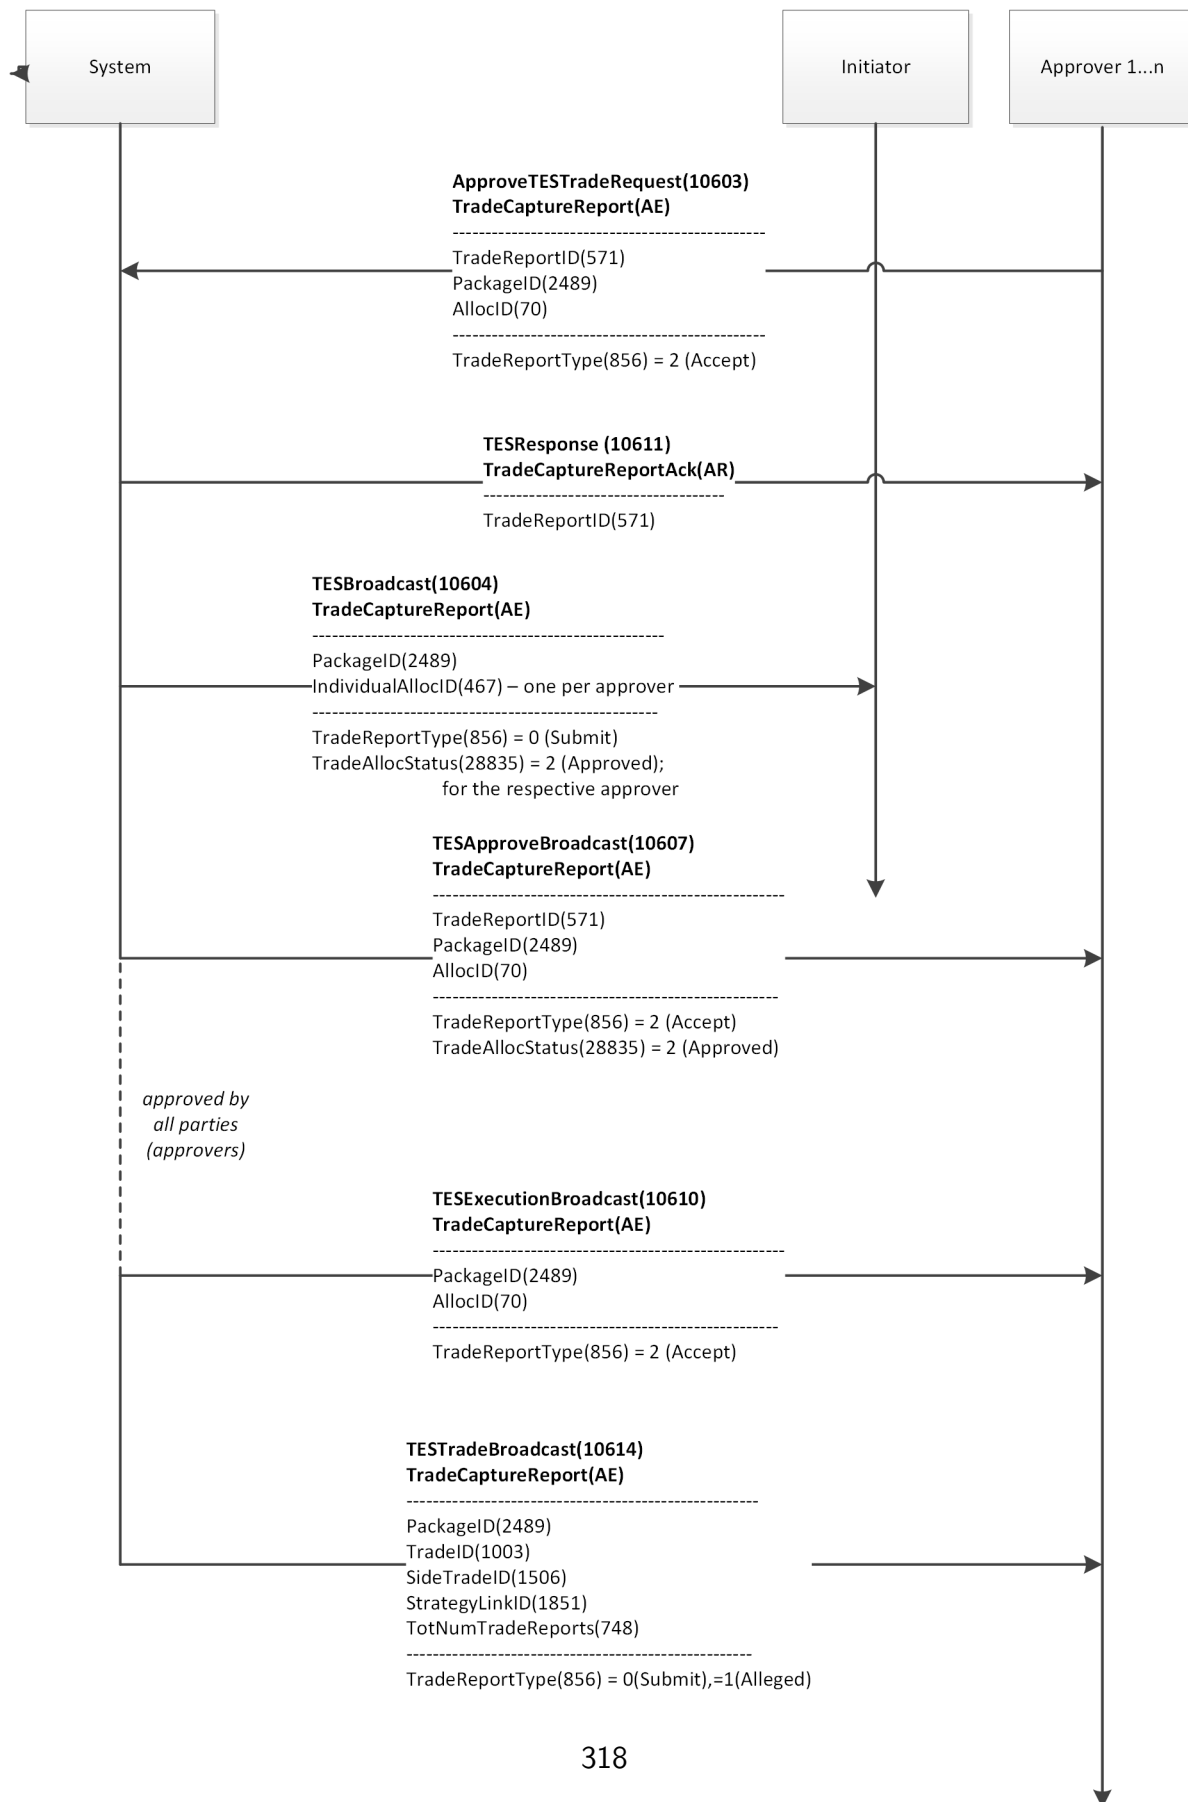 System
Initiator
Approver 1...n
ApproveTESTradeRequest(10603)
TradeCaptureReport(AE)
------------------------------------------------
TradeReportID(571)
PackageID(2489)
AllocID(70)
------------------------------------------------
TradeReportType(856) = 2 (Accept)
TESResponse (10611)
TradeCaptureReportAck(AR)
-------------------------------------
TradeReportID(571)
TESBroadcast(10604)
TradeCaptureReport(AE)
------------------------------------------------------
PackageID(2489)
IndividualAllocID(467) – one per approver
-----------------------------------------------------
TradeReportType(856) = 0 (Submit)
TradeAllocStatus(28835) = 2 (Approved);
for the respective approver
TESApproveBroadcast(10607)
TradeCaptureReport(AE)
------------------------------------------------------
TradeReportID(571)
PackageID(2489)
AllocID(70)
-----------------------------------------------------
TradeReportType(856) = 2 (Accept)
TradeAllocStatus(28835) = 2 (Approved)
approved by
all parties
(approvers)
TESExecutionBroadcast(10610)
TradeCaptureReport(AE)
------------------------------------------------------
PackageID(2489)
AllocID(70)
-----------------------------------------------------
TradeReportType(856) = 2 (Accept)
TESTradeBroadcast(10614)
TradeCaptureReport(AE)
------------------------------------------------------
PackageID(2489)
TradeID(1003)
SideTradeID(1506)
StrategyLinkID(1851)
TotNumTradeReports(748)
-----------------------------------------------------
TradeReportType(856) = 0(Submit),=1(Alleged)
318